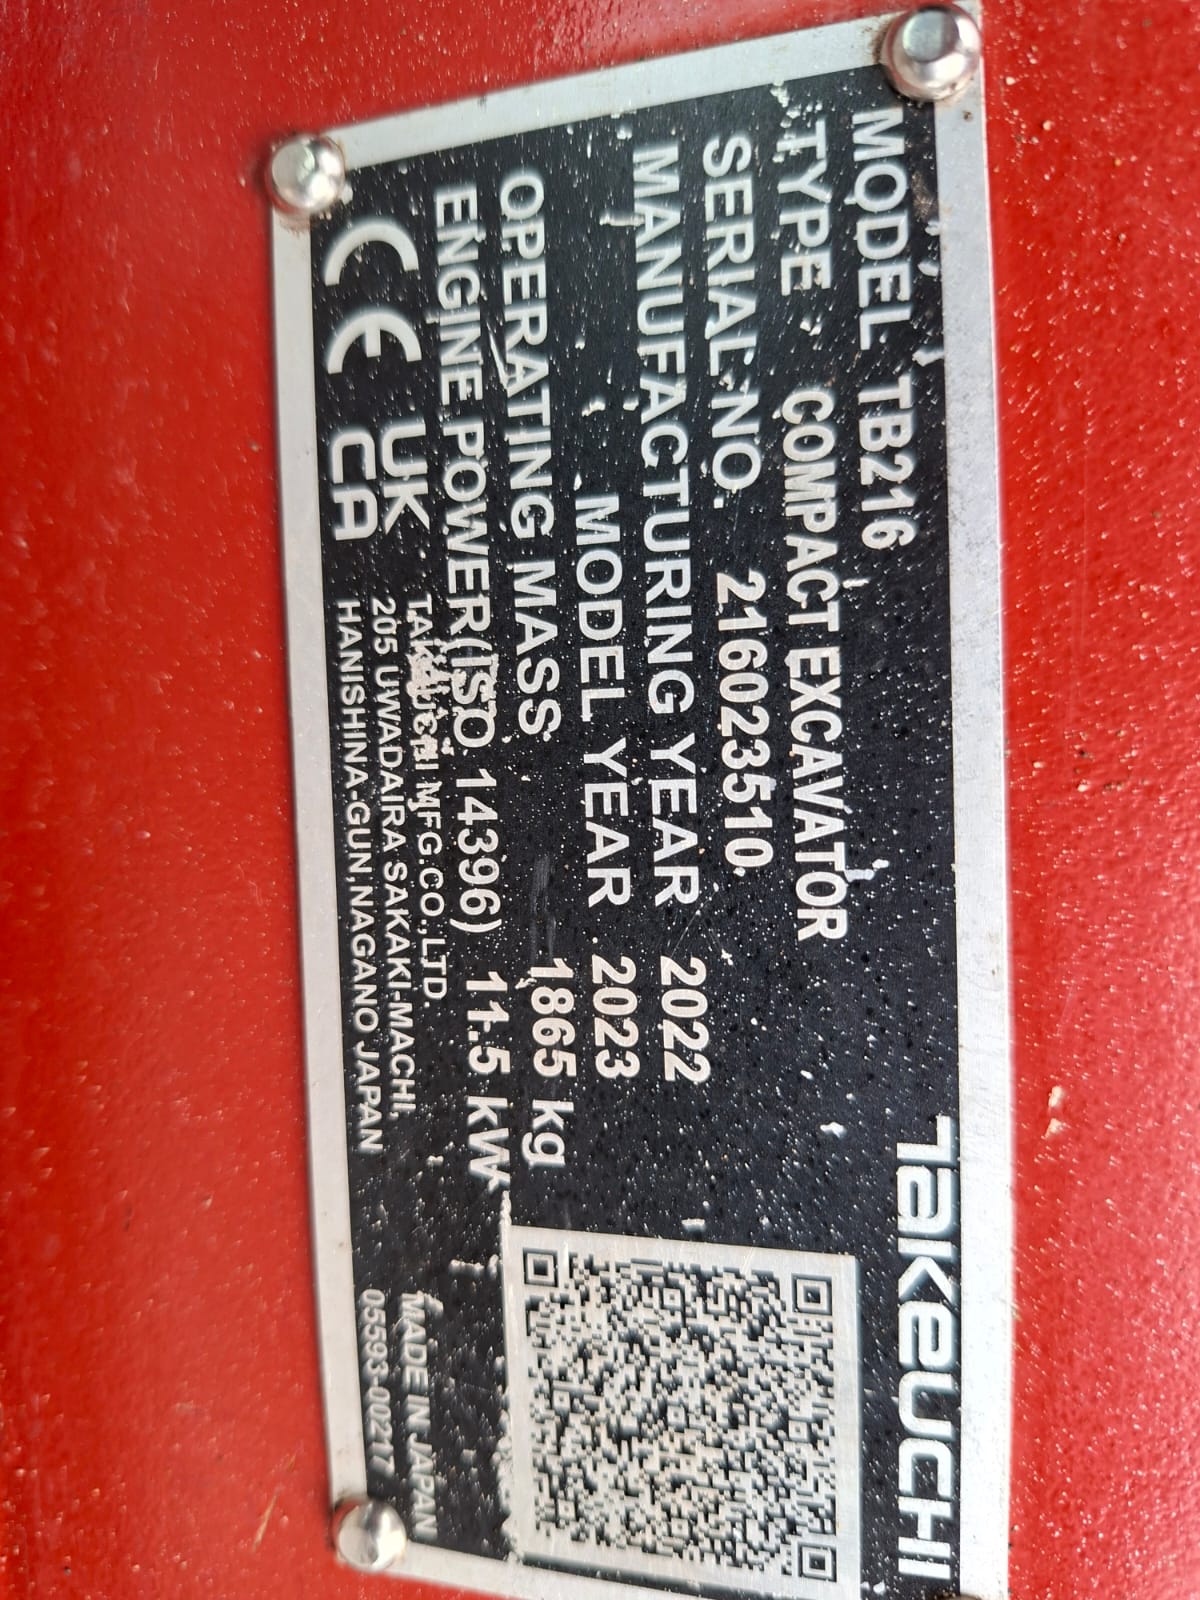 TAKEUCHI
MODEL TB216
TYPE COMPACT EXCAVATOR
SERIAL NO. 216023510
MANUFACTURING YEAR 2022
MODEL YEAR 2023
OPERATING MASS 1865 kg
ENGINE POWER(ISO 14396) 11.5 kW
CE UK CA
TAKEUCHI MFG.CO.,LTD.
205 UWADAIRA SAKAKI-MACHI,
HANISHINA-GUN,NAGANO JAPAN
MADE IN JAPAN
05593-00217